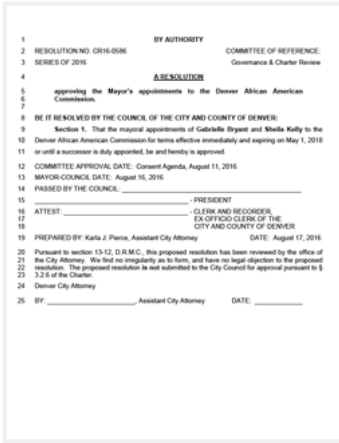 1 BY AUTHORITY
2 RESOLUTION NO. CR16-0586 COMMITTEE OF REFERENCE:
3 SERIES OF 2016 Governance & Charter Review
4 A RESOLUTION
5 approving the Mayor's appointments to the Denver African American
6 Commission.
7
8 BE IT RESOLVED BY THE COUNCIL OF THE CITY AND COUNTY OF DENVER:
9 Section 1. That the mayoral appointments of Gabrielle Bryant and Sheila Kelly to the
10 Denver African American Commission for terms effective immediately and expiring on May 1, 2018
11 or until a successor is duly appointed, be and hereby is approved.
12 COMMITTEE APPROVAL DATE: Consent Agenda, August 11, 2016
13 MAYOR-COUNCIL DATE: August 16, 2016
14 PASSED BY THE COUNCIL:
15 - PRESIDENT
16 ATTEST: - CLERK AND RECORDER,
17 EX-OFFICIO CLERK OF THE
18 CITY AND COUNTY OF DENVER
19 PREPARED BY: Karla J. Pierce, Assistant City Attorney DATE: August 17, 2016
20 Pursuant to section 13-12, D.R.M.C., this proposed resolution has been reviewed by the office of
21 the City Attorney. We find no irregularity as to form, and have no legal objection to the proposed
22 resolution. The proposed resolution is not submitted to the City Council for approval pursuant to §
23 3.2.6 of the Charter.
24 Denver City Attorney
25 BY: , Assistant City Attorney DATE: